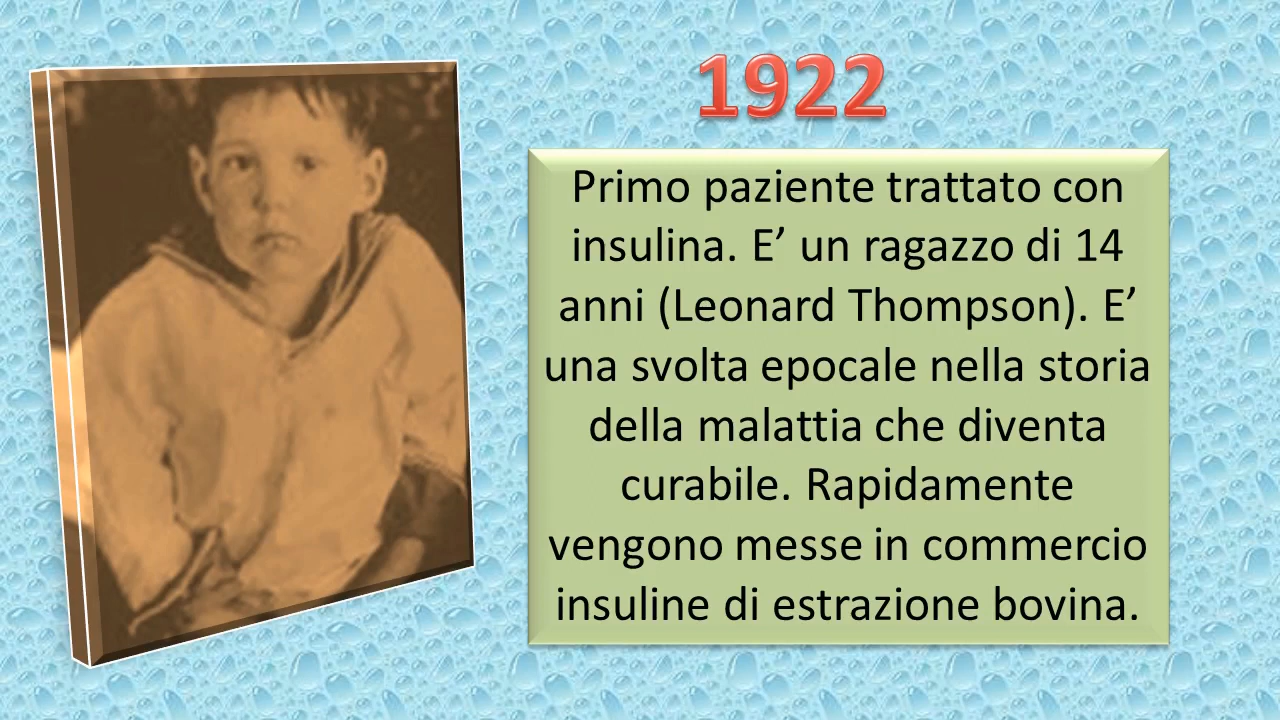 1922
Primo paziente trattato con
insulina. E’ un ragazzo di 14
anni (Leonard Thompson). E’
una svolta epocale nella storia
della malattia che diventa
curabile. Rapidamente
vengono messe in commercio
insuline di estrazione bovina.